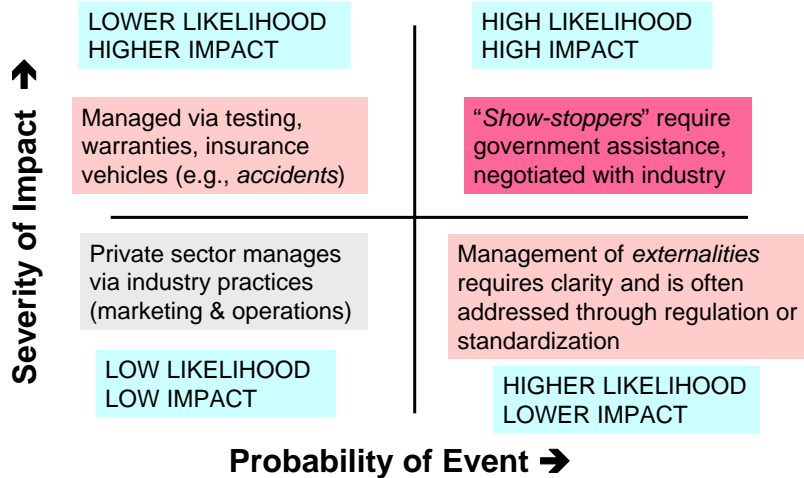 LOWER LIKELIHOOD
HIGHER IMPACT
HIGH LIKELIHOOD
HIGH IMPACT
Severity of Impact ➔
Managed via testing,
warranties, insurance
vehicles (e.g., accidents)
“Show-stoppers” require
government assistance,
negotiated with industry
Private sector manages
via industry practices
(marketing & operations)
Management of externalities
requires clarity and is often
addressed through regulation or
standardization
LOW LIKELIHOOD
LOW IMPACT
HIGHER LIKELIHOOD
LOWER IMPACT
Probability of Event ➔